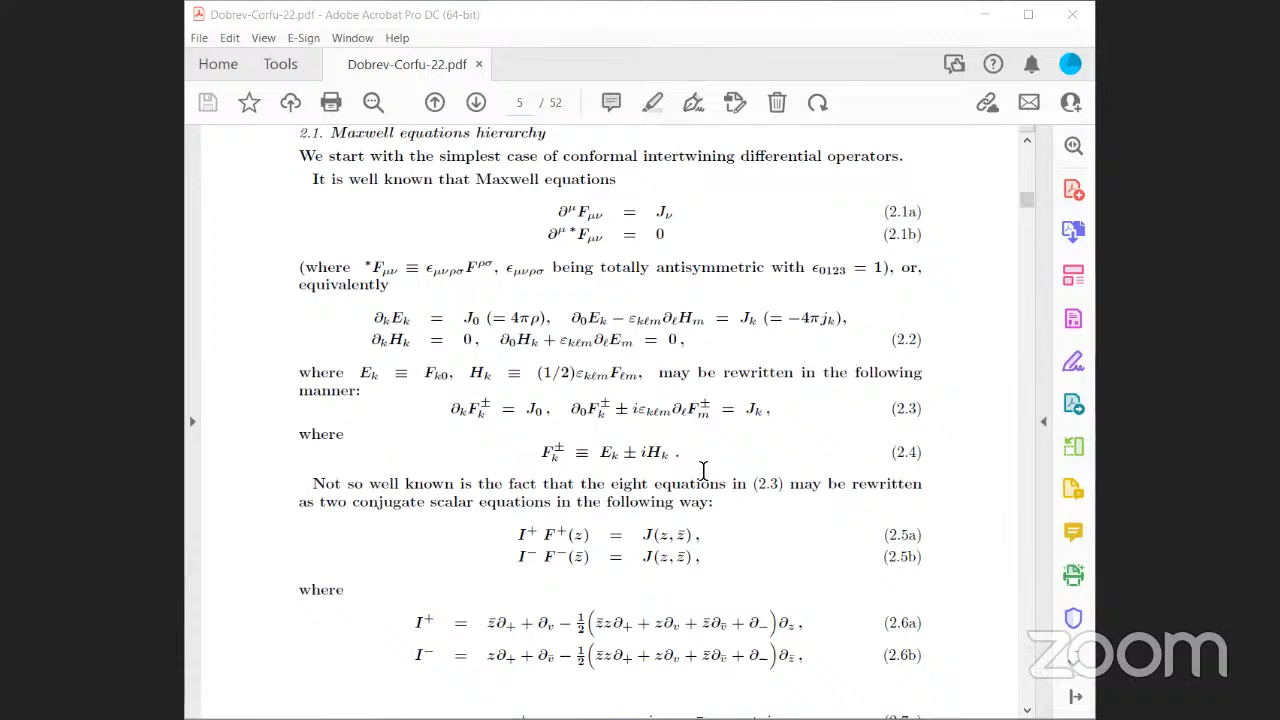 Dobrev-Corfu-22.pdf - Adobe Acrobat Pro DC (64-bit)
File Edit View E-Sign Window Help
Home Tools Dobrev-Corfu-22.pdf ×
5 / 52
2.1. Maxwell equations hierarchy
We start with the simplest case of conformal intertwining differential operators.
It is well known that Maxwell equations
∂^μ F_μν = J_ν (2.1a)
∂^μ *F_μν = 0 (2.1b)
(where *F_μν ≡ ϵ_μνρσ F^ρσ, ϵ_μνρσ being totally antisymmetric with ϵ_0123 = 1), or,
equivalently
∂_k E_k = J_0 (= 4πρ), ∂_0 E_k − ε_kℓm ∂_ℓ H_m = J_k (= −4πj_k),
∂_k H_k = 0, ∂_0 H_k + ε_kℓm ∂_ℓ E_m = 0, (2.2)
where E_k ≡ F_k0, H_k ≡ (1/2)ε_kℓm F_ℓm, may be rewritten in the following
manner:
∂_k F_k^± = J_0, ∂_0 F_k^± ± iε_kℓm ∂_ℓ F_m^± = J_k, (2.3)
where
F_k^± ≡ E_k ± iH_k . (2.4)
Not so well known is the fact that the eight equations in (2.3) may be rewritten
as two conjugate scalar equations in the following way:
I^+ F^+(z) = J(z, z̄), (2.5a)
I^− F^−(z̄) = J(z, z̄), (2.5b)
where
I^+ = z̄∂_+ + ∂_v − ½(z̄z∂_+ + z∂_v + z̄∂_v̄ + ∂_−)∂_z, (2.6a)
I^− = z∂_+ + ∂_v̄ − ½(z̄z∂_+ + z∂_v + z̄∂_v̄ + ∂_−)∂_z̄, (2.6b)
zoom